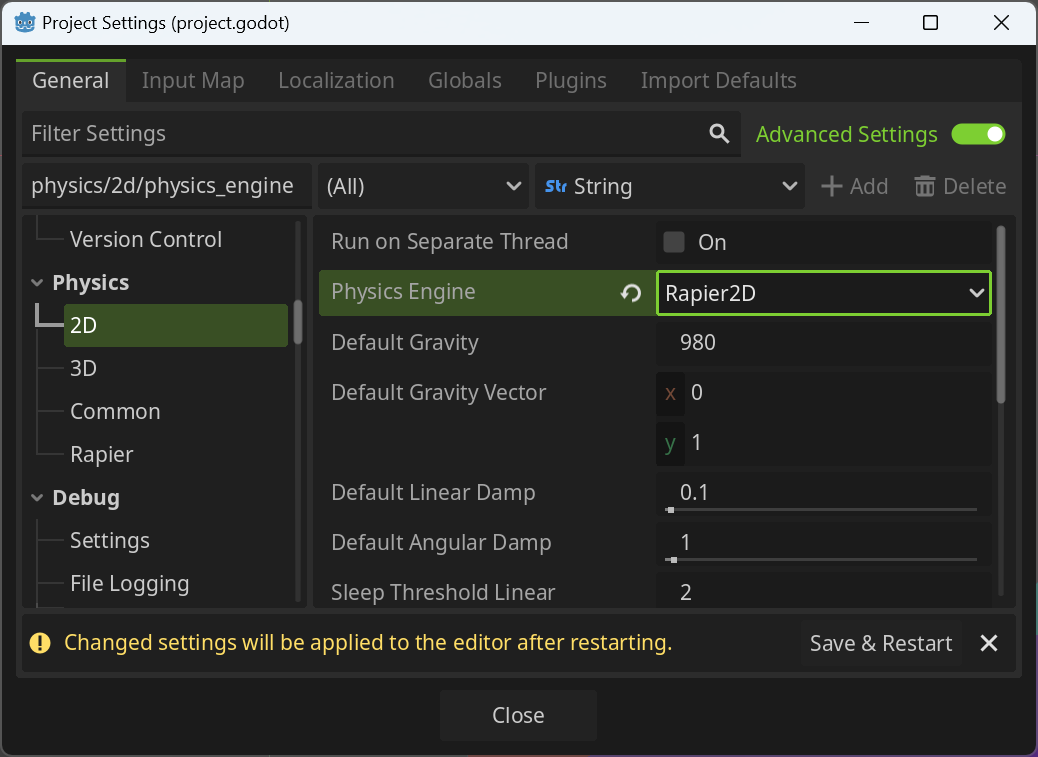 Project Settings (project.godot)
General Input Map Localization Globals Plugins Import Defaults
Filter Settings Advanced Settings
physics/2d/physics_engine (All) Str String Add Delete
Version Control
Physics
2D
3D
Common
Rapier
Debug
Settings
File Logging
Run on Separate Thread On
Physics Engine Rapier2D
Default Gravity 980
Default Gravity Vector x 0
y 1
Default Linear Damp 0.1
Default Angular Damp 1
Sleep Threshold Linear 2
Changed settings will be applied to the editor after restarting. Save & Restart
Close